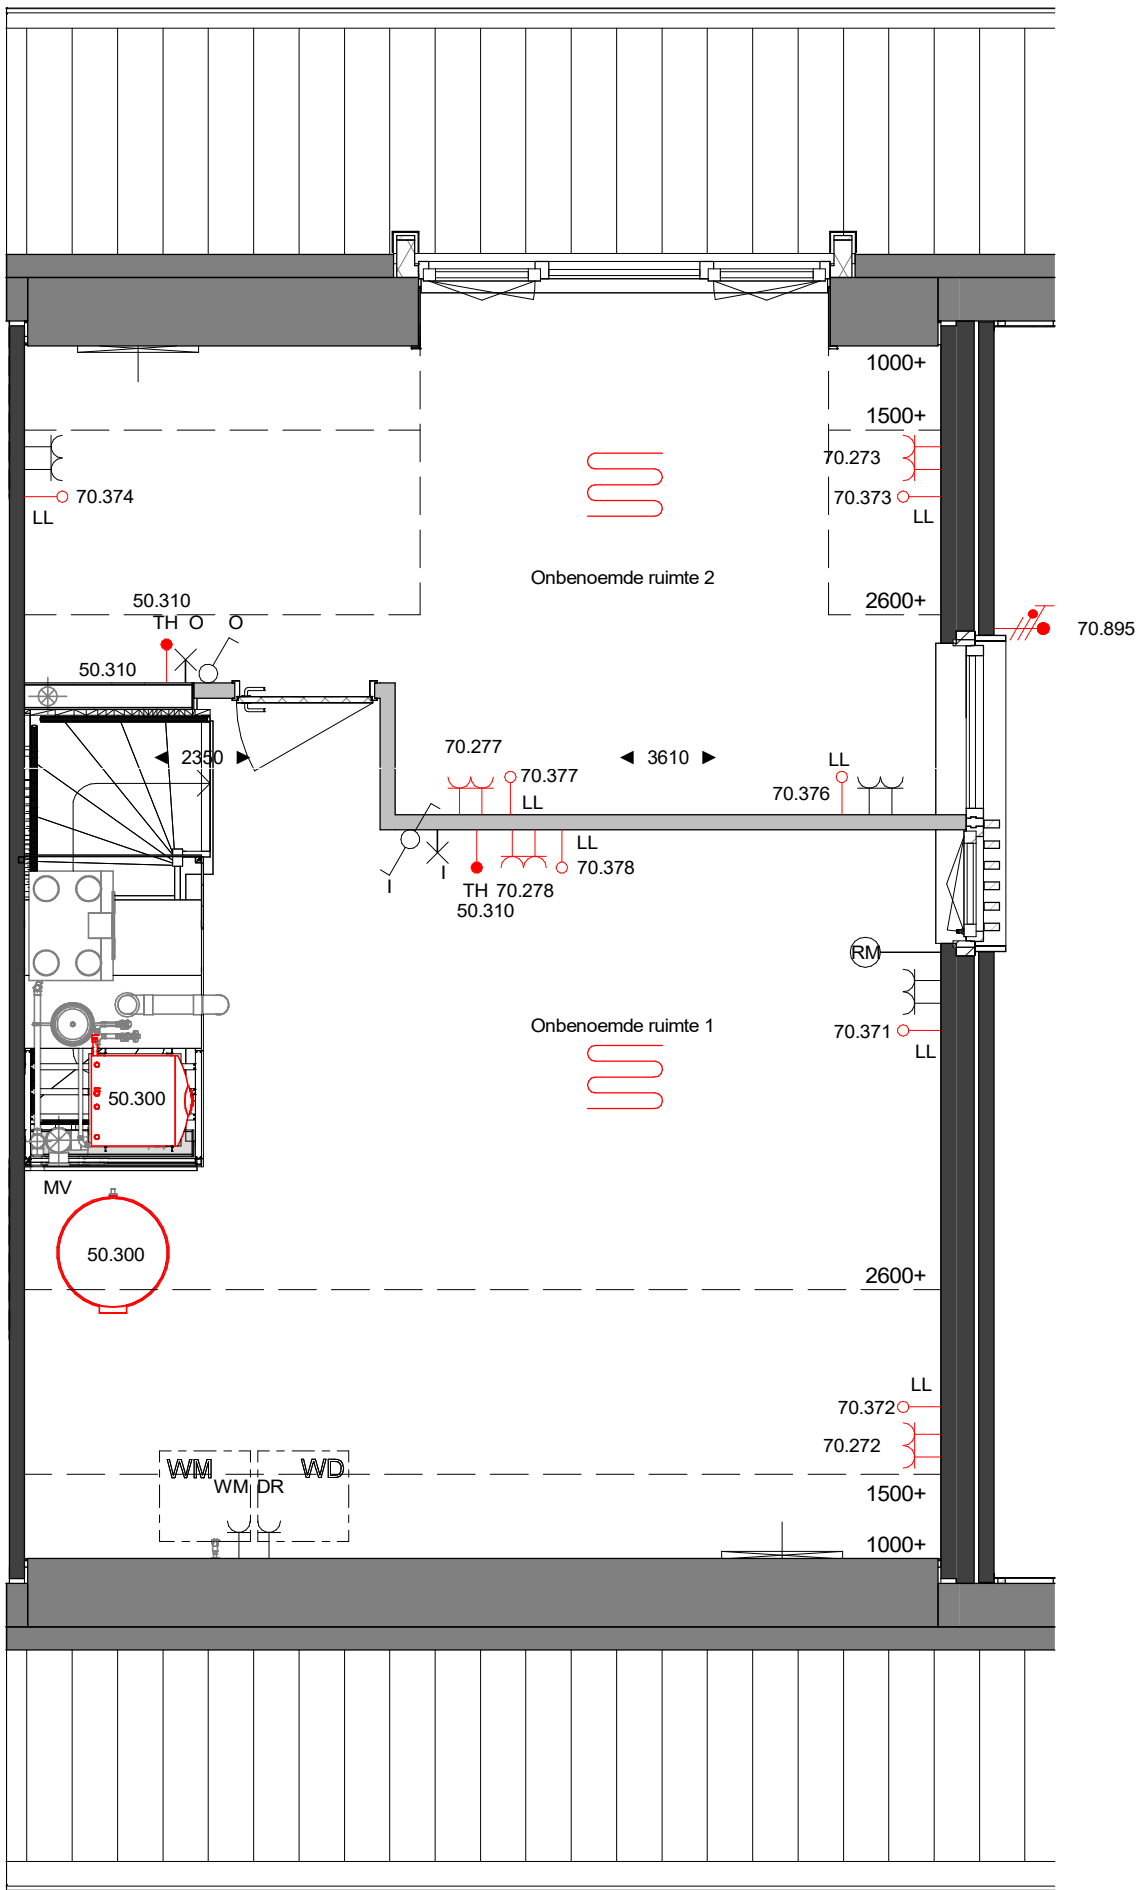 1000+
1500+
70.273
70.374
70.373
LL
LL
Onbenoemde ruimte 2
50.310
2600+
TH O O
70.895
50.310
70.277
2350
3610
LL
70.377
70.376
LL
LL
70.378
I
I
TH 70.278
50.310
RM
Onbenoemde ruimte 1
70.371
LL
50.300
MV
50.300
2600+
LL
70.372
70.272
WM
WD
WM DR
1500+
1000+